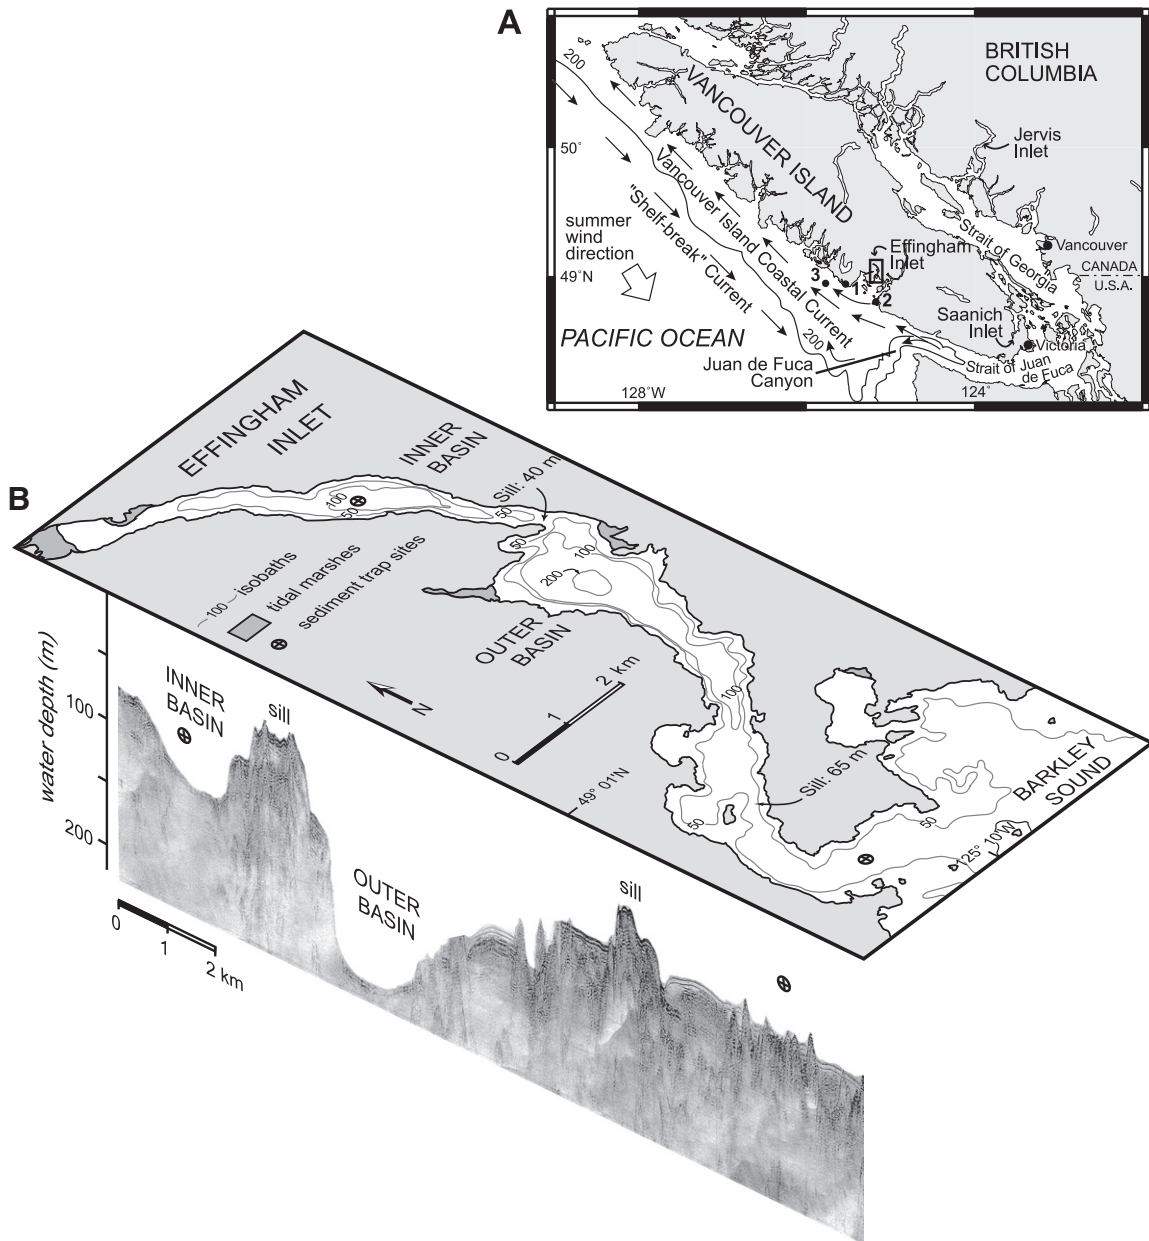 A
BRITISH
COLUMBIA
200
VANCOUVER ISLAND
50°
Jervis
Inlet
Vancouver Island Coastal Current
"Shelf-break" Current
summer
wind
direction
Strait of Georgia
Effingham
Inlet
Vancouver
CANADA
U.S.A.
49°N
3
1
2
Saanich
Inlet
PACIFIC OCEAN
200
Victoria
Juan de Fuca
Canyon
Strait of Juan
de Fuca
128°W
124°
B
EFFINGHAM
INLET
INNER
BASIN
Sill: 40 m
100
50
50
50
100
200
100 isobaths
tidal marshes
sediment trap sites
OUTER
BASIN
N
0
1
2 km
100
49° 01'N
Sill: 65 m
50
50
BARKLEY
SOUND
125° 10'W
water depth (m)
100
200
INNER
BASIN
sill
OUTER
BASIN
sill
0
1
2 km